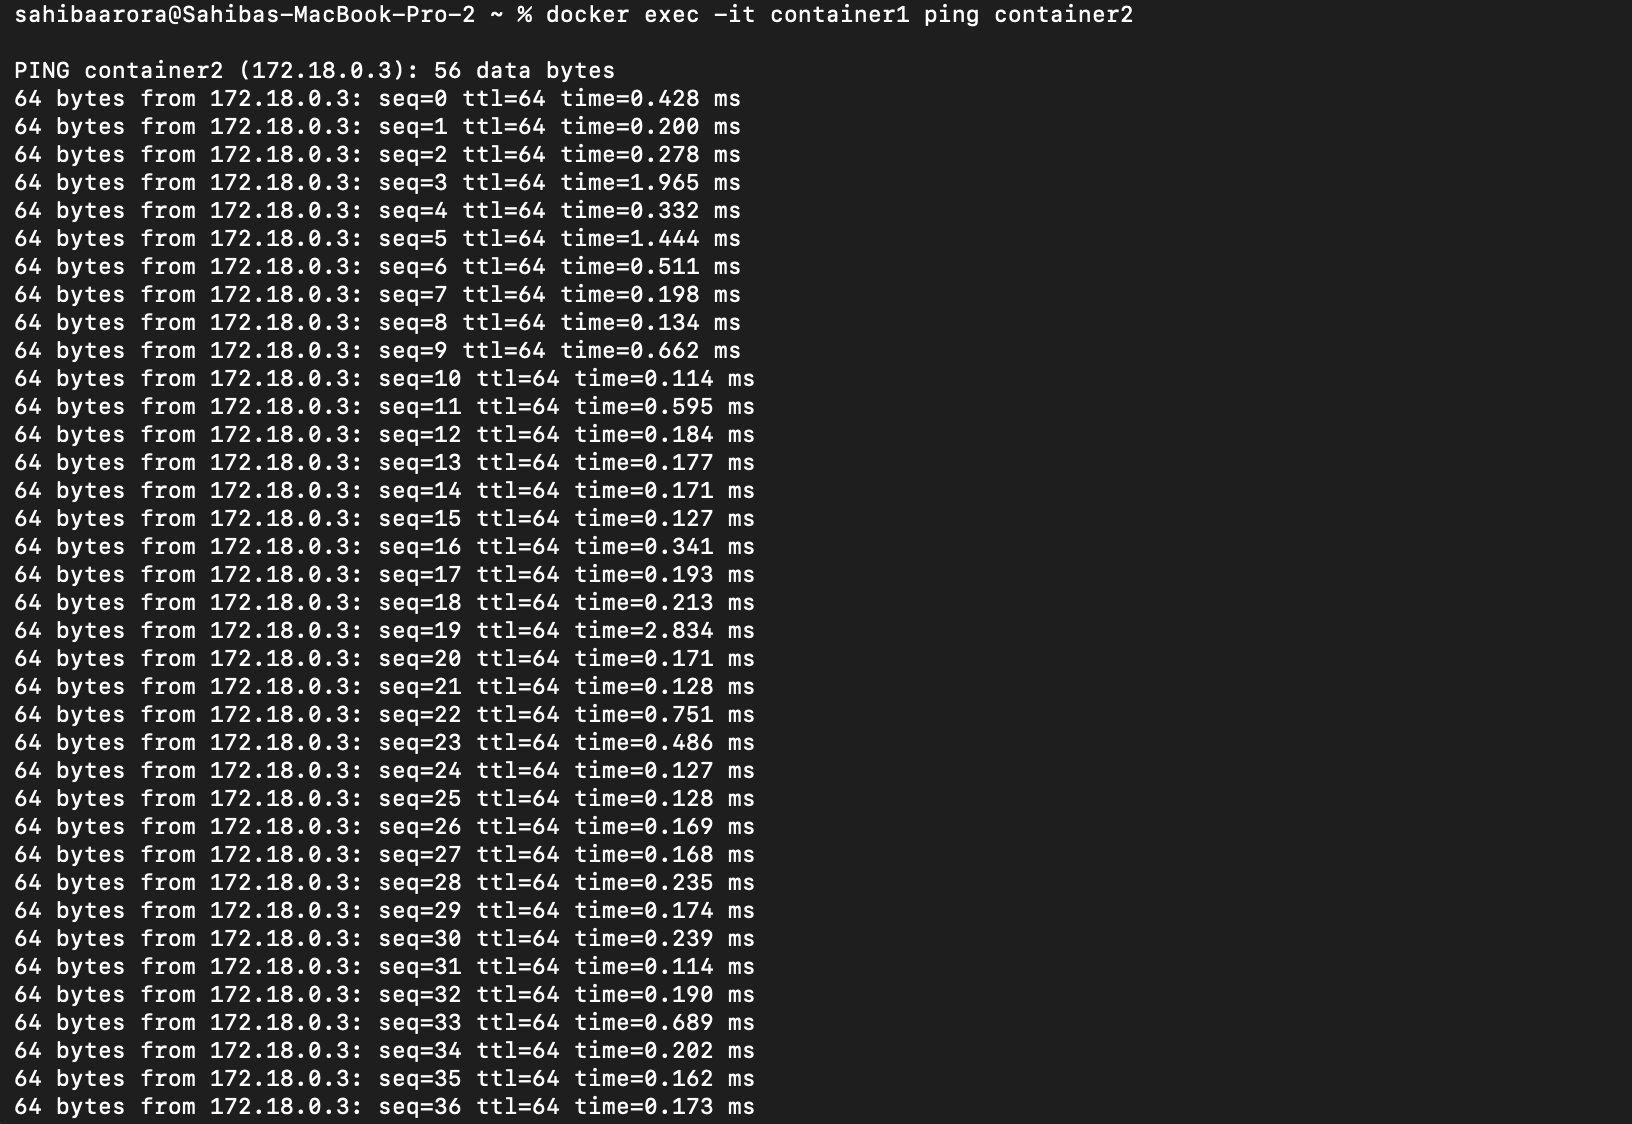 sahibaarora@Sahibas-MacBook-Pro-2 ~ % docker exec -it container1 ping container2
PING container2 (172.18.0.3): 56 data bytes
64 bytes from 172.18.0.3: seq=0 ttl=64 time=0.428 ms
64 bytes from 172.18.0.3: seq=1 ttl=64 time=0.200 ms
64 bytes from 172.18.0.3: seq=2 ttl=64 time=0.278 ms
64 bytes from 172.18.0.3: seq=3 ttl=64 time=1.965 ms
64 bytes from 172.18.0.3: seq=4 ttl=64 time=0.332 ms
64 bytes from 172.18.0.3: seq=5 ttl=64 time=1.444 ms
64 bytes from 172.18.0.3: seq=6 ttl=64 time=0.511 ms
64 bytes from 172.18.0.3: seq=7 ttl=64 time=0.198 ms
64 bytes from 172.18.0.3: seq=8 ttl=64 time=0.134 ms
64 bytes from 172.18.0.3: seq=9 ttl=64 time=0.662 ms
64 bytes from 172.18.0.3: seq=10 ttl=64 time=0.114 ms
64 bytes from 172.18.0.3: seq=11 ttl=64 time=0.595 ms
64 bytes from 172.18.0.3: seq=12 ttl=64 time=0.184 ms
64 bytes from 172.18.0.3: seq=13 ttl=64 time=0.177 ms
64 bytes from 172.18.0.3: seq=14 ttl=64 time=0.171 ms
64 bytes from 172.18.0.3: seq=15 ttl=64 time=0.127 ms
64 bytes from 172.18.0.3: seq=16 ttl=64 time=0.341 ms
64 bytes from 172.18.0.3: seq=17 ttl=64 time=0.193 ms
64 bytes from 172.18.0.3: seq=18 ttl=64 time=0.213 ms
64 bytes from 172.18.0.3: seq=19 ttl=64 time=2.834 ms
64 bytes from 172.18.0.3: seq=20 ttl=64 time=0.171 ms
64 bytes from 172.18.0.3: seq=21 ttl=64 time=0.128 ms
64 bytes from 172.18.0.3: seq=22 ttl=64 time=0.751 ms
64 bytes from 172.18.0.3: seq=23 ttl=64 time=0.486 ms
64 bytes from 172.18.0.3: seq=24 ttl=64 time=0.127 ms
64 bytes from 172.18.0.3: seq=25 ttl=64 time=0.128 ms
64 bytes from 172.18.0.3: seq=26 ttl=64 time=0.169 ms
64 bytes from 172.18.0.3: seq=27 ttl=64 time=0.168 ms
64 bytes from 172.18.0.3: seq=28 ttl=64 time=0.235 ms
64 bytes from 172.18.0.3: seq=29 ttl=64 time=0.174 ms
64 bytes from 172.18.0.3: seq=30 ttl=64 time=0.239 ms
64 bytes from 172.18.0.3: seq=31 ttl=64 time=0.114 ms
64 bytes from 172.18.0.3: seq=32 ttl=64 time=0.190 ms
64 bytes from 172.18.0.3: seq=33 ttl=64 time=0.689 ms
64 bytes from 172.18.0.3: seq=34 ttl=64 time=0.202 ms
64 bytes from 172.18.0.3: seq=35 ttl=64 time=0.162 ms
64 bytes from 172.18.0.3: seq=36 ttl=64 time=0.173 ms